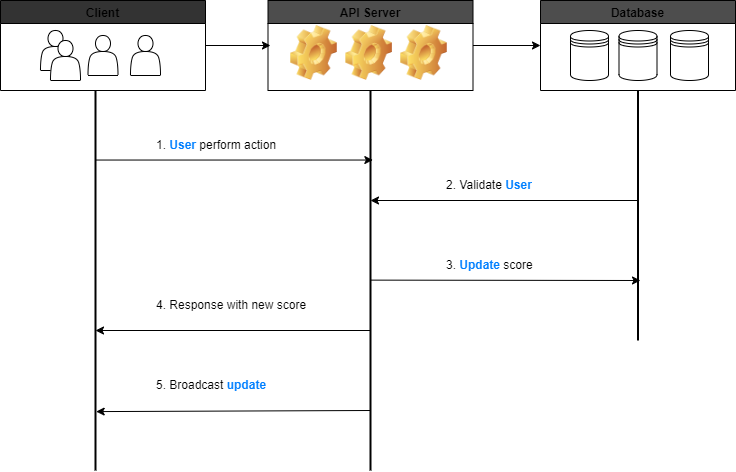 Client
API Server
Database
1. User perform action
2. Validate User
3. Update score
4. Response with new score
5. Broadcast update